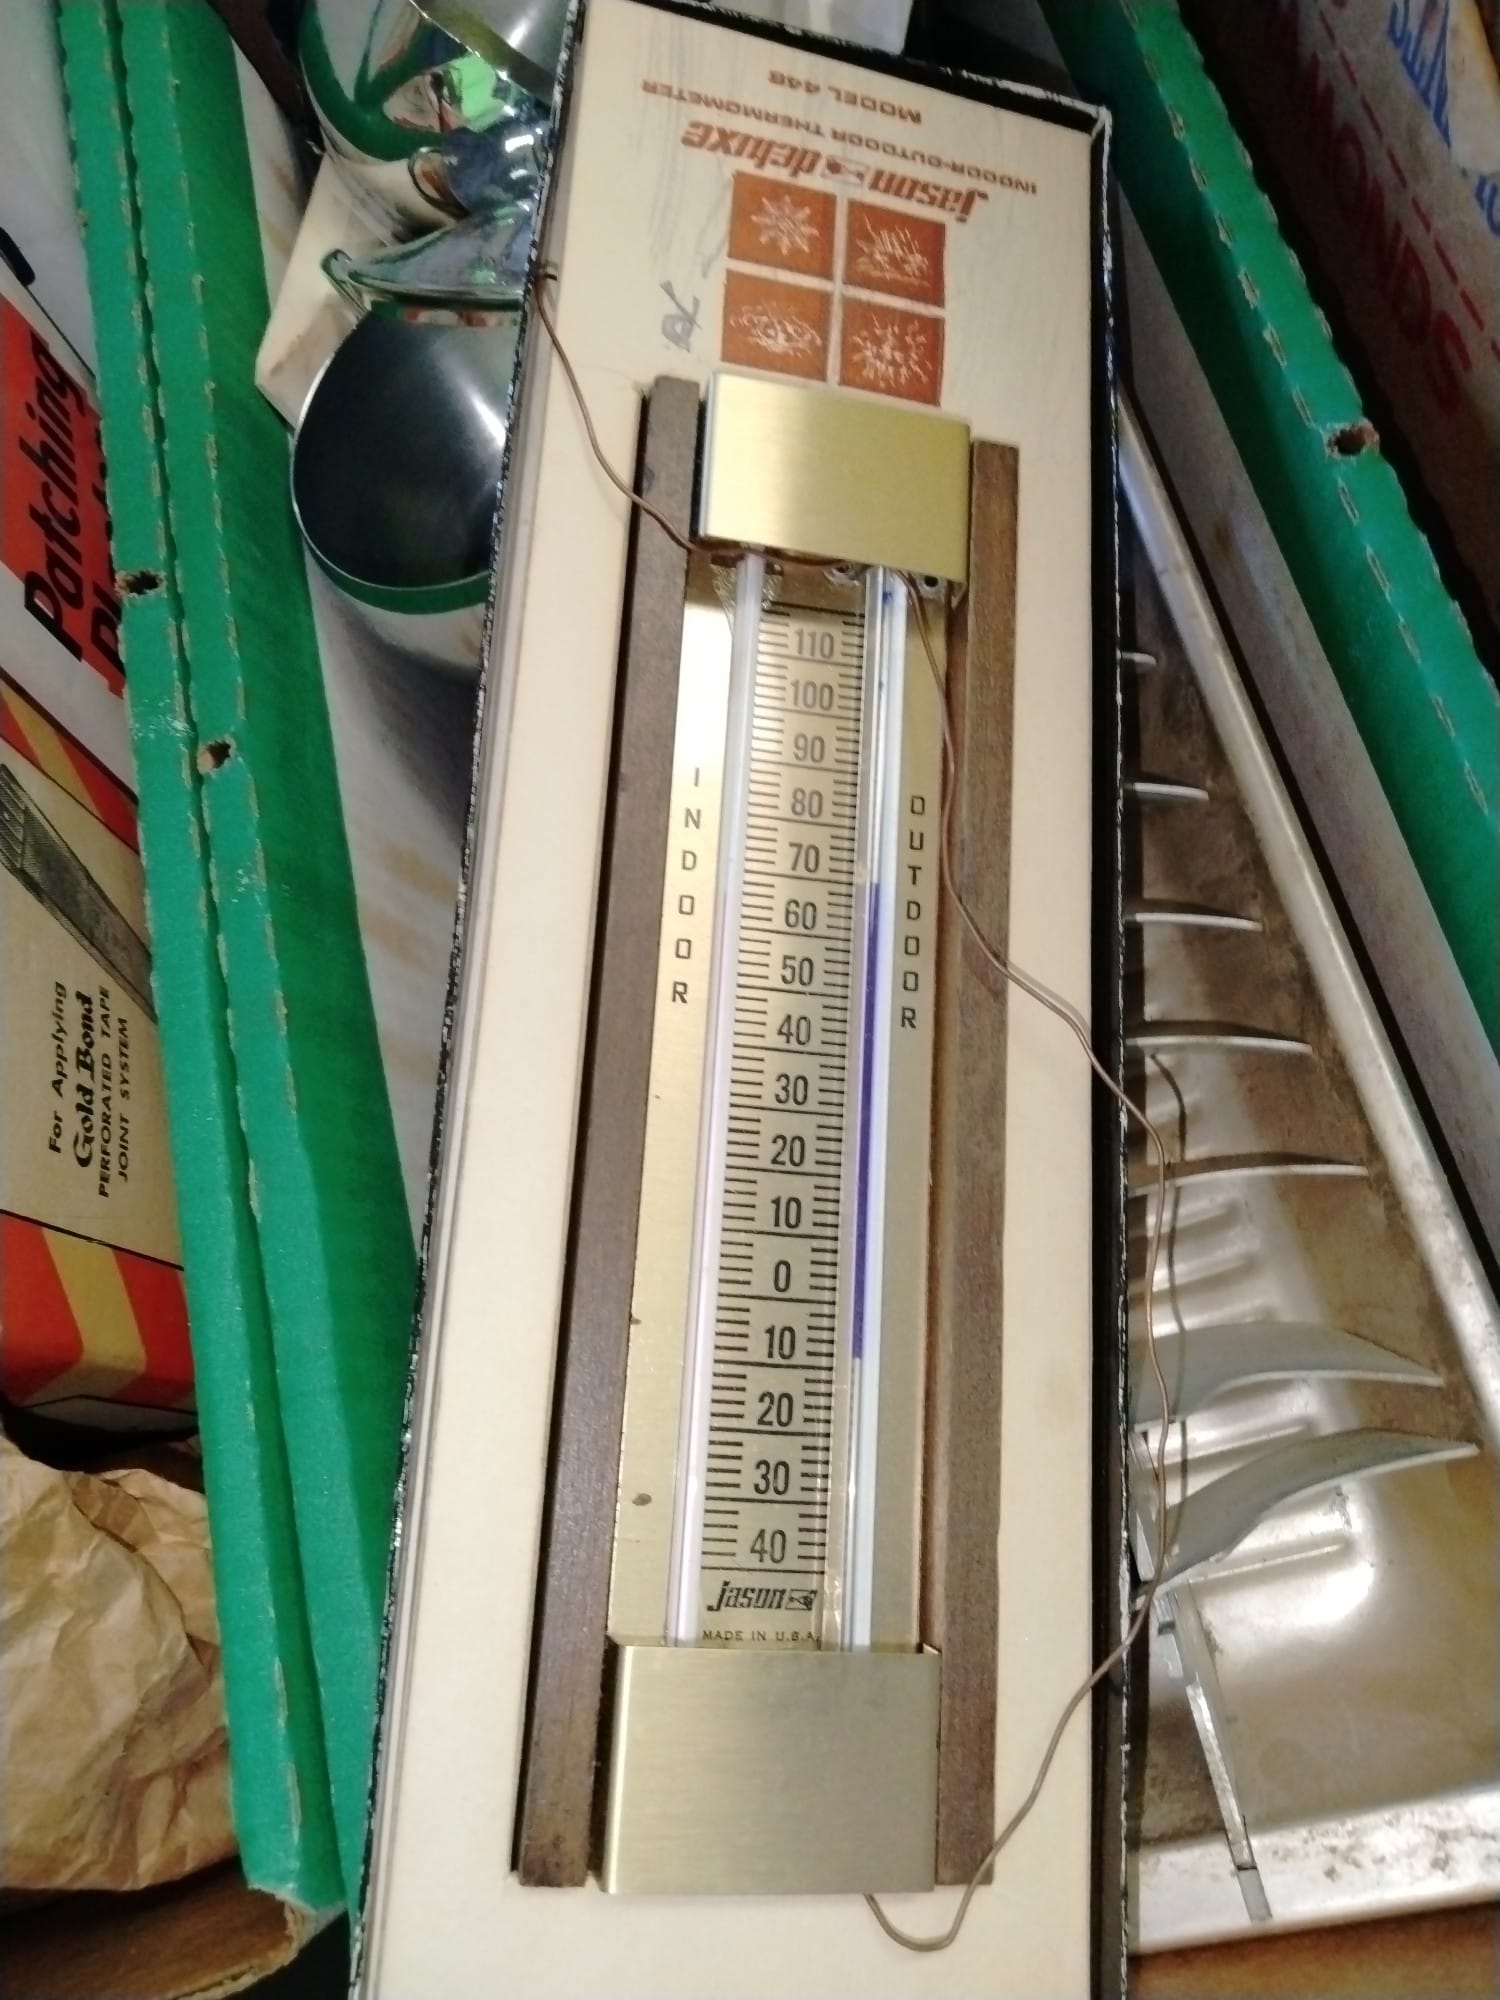 MODEL 448
INDOOR-OUTDOOR THERMOMETER
jason deluxe
INDOOR
OUTDOOR
110
100
90
80
70
60
50
40
30
20
10
0
10
20
30
40
jason
MADE IN U.S.A.
Patching
For Applying
Gold Bond
PERFORATED TAPE
JOINT SYSTEM